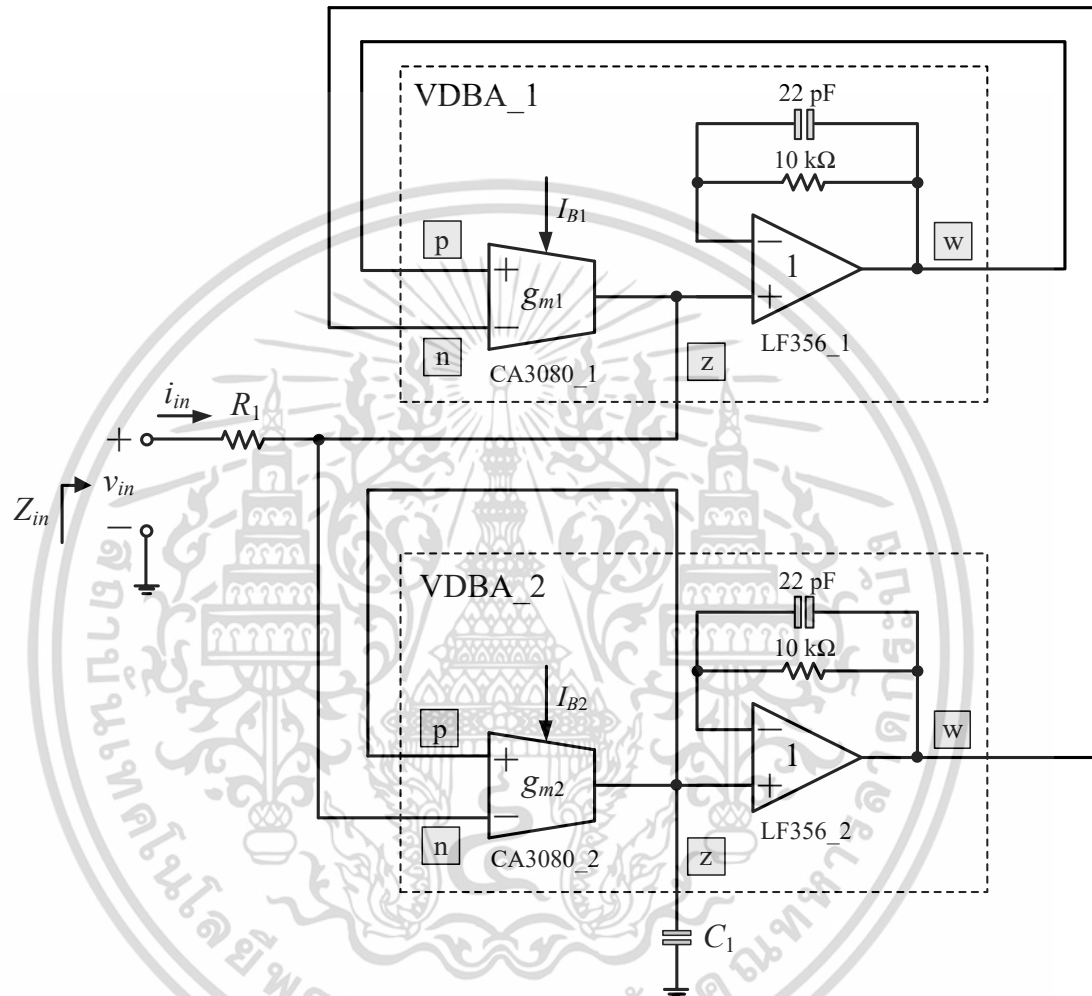 VDBA_1
22 pF
10 kΩ
I_B1
p
+
g_m1
−
n
CA3080_1
−
1
+
LF356_1
w
z
i_in
R_1
+
v_in
−
Z_in
VDBA_2
22 pF
10 kΩ
I_B2
p
+
g_m2
−
n
CA3080_2
−
1
+
LF356_2
w
z
C_1